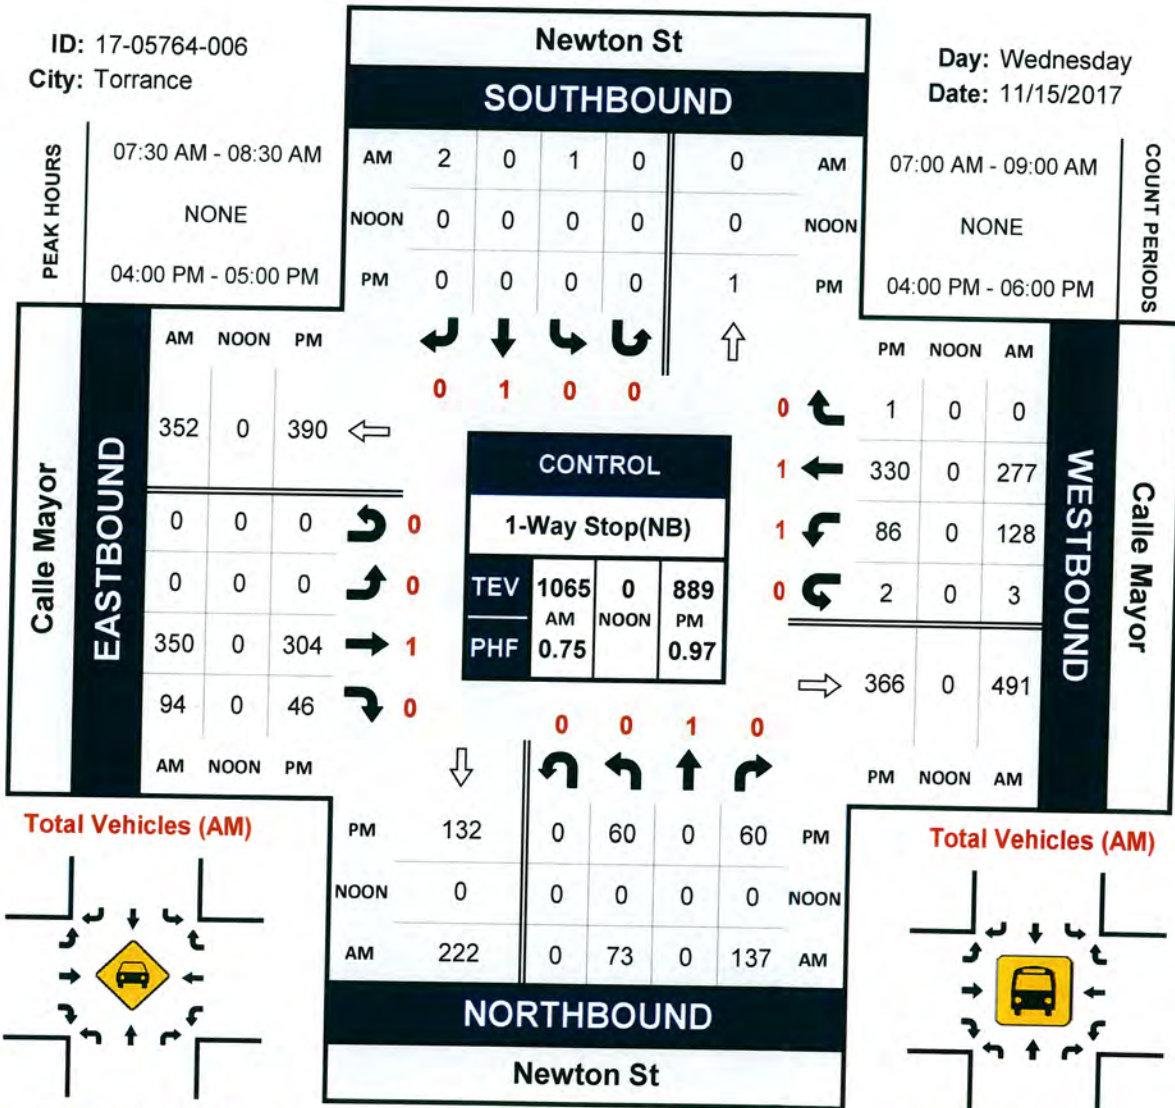 ID: 17-05764-006
City: Torrance
Newton St
SOUTHBOUND
Day: Wednesday
Date: 11/15/2017
PEAK HOURS
07:30 AM - 08:30 AM
NONE
04:00 PM - 05:00 PM
AM 2 0 1 0 0 AM
NOON 0 0 0 0 0 NOON
PM 0 0 0 0 1 PM
0 1 0 0
07:00 AM - 09:00 AM
NONE
04:00 PM - 06:00 PM
COUNT PERIODS
Calle Mayor
EASTBOUND
AM NOON PM
352 0 390
0 0 0 0
0 0 0 0
350 0 304 1
94 0 46 0
AM NOON PM
CONTROL
1-Way Stop(NB)
TEV 1065 0 889
AM NOON PM
PHF 0.75 0.97
PM NOON AM
0 1 0 0
1 330 0 277
1 86 0 128
0 2 0 3
366 0 491
PM NOON AM
WESTBOUND
Calle Mayor
0 0 1 0
PM 132 0 60 0 60 PM
NOON 0 0 0 0 0 NOON
AM 222 0 73 0 137 AM
NORTHBOUND
Newton St
Total Vehicles (AM)
Total Vehicles (AM)